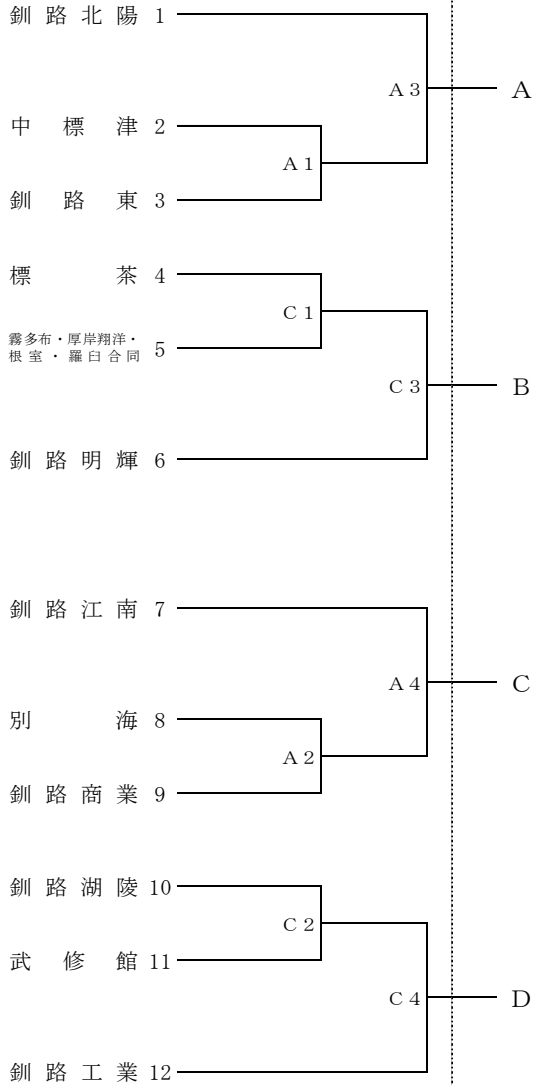 釧路北陽 1
A3
A
中標津 2
A1
釧路東 3
標茶 4
C1
霧多布・厚岸翔洋・
根室・羅臼合同 5
C3
B
釧路明輝 6
釧路江南 7
A4
C
別海 8
A2
釧路商業 9
釧路湖陵 10
C2
武修館 11
C4
D
釧路工業 12